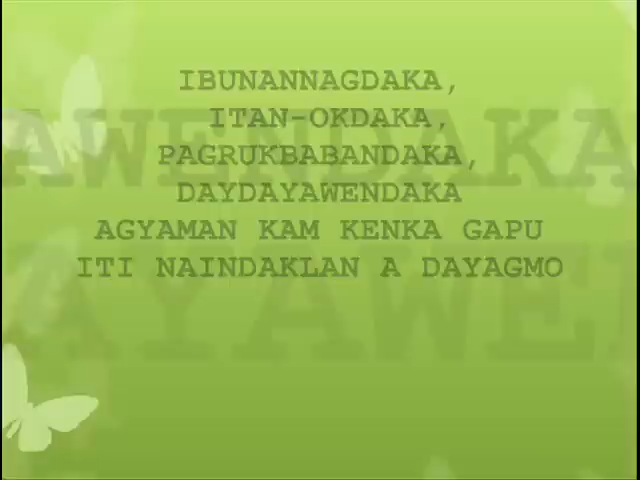 IBUNANNAGDAKA,
ITAN-OKDAKA,
PAGRUKBABANDAKA,
DAYDAYAWENDAKA
AGYAMAN KAM KENKA GAPU
ITI NAINDAKLAN A DAYAGMO